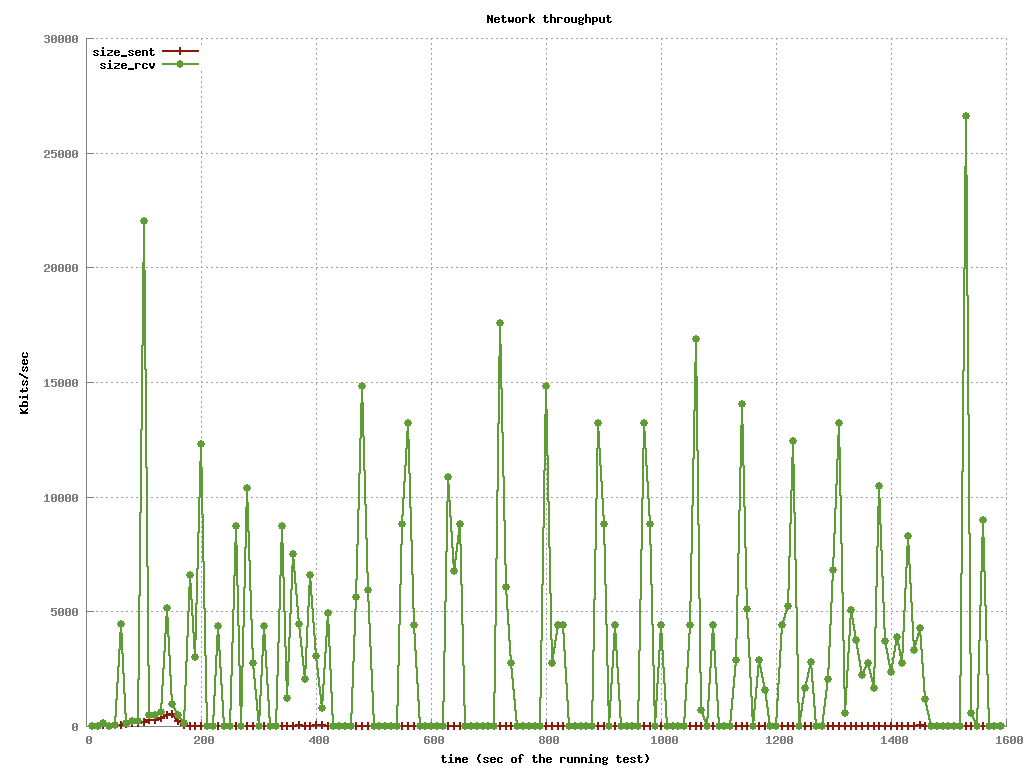 Network throughput
30000
size_sent
size_rcv
25000
20000
15000
Kbits/sec
10000
5000
0
0 200 400 600 800 1000 1200 1400 1600
time (sec of the running test)